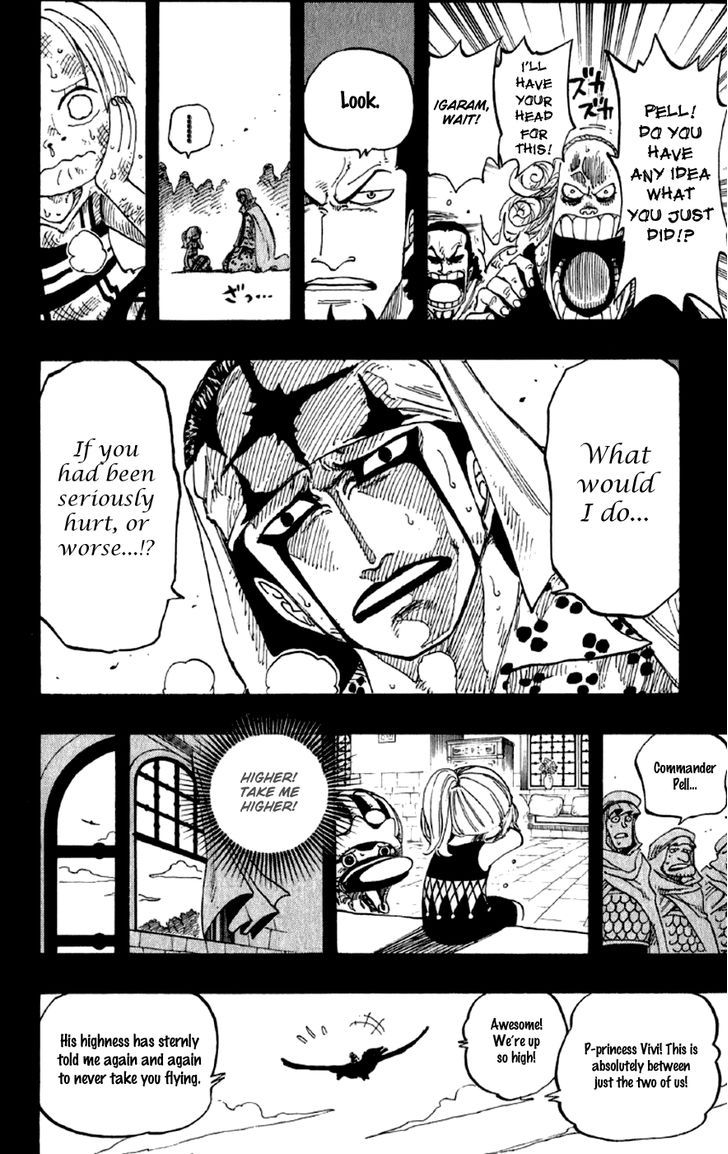 PELL!
DO YOU
HAVE
ANY IDEA
WHAT
YOU JUST
DID!?
ズカ
ズカ
I'LL
HAVE
YOUR
HEAD
FOR
THIS!
IGARAM,
WAIT!
Look.
ざっ…
What
would
I do...
If you
had been
seriously
hurt, or
worse...!?
Commander
Pell...
HIGHER!
TAKE ME
HIGHER!
P-princess Vivi! This is
absolutely between
just the two of us!
Awesome!
We're up
so high!
His highness has sternly
told me again and again
to never take you flying.